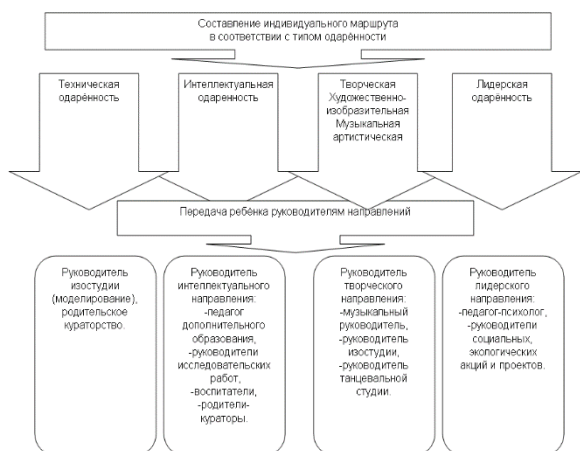 Составление индивидуального маршрута
в соответствии с типом одарённости
Техническая
одарённость
Интеллектуальная
одаренность
Творческая
Художественно-
изобразительная
Музыкальная
артистическая
Лидерская
одарённость
Передача ребёнка руководителям направлений
Руководитель
изостудии
(моделирование),
родительское
кураторство.
Руководитель
интеллектуального
направления:
-педагог
дополнительного
образования,
-руководители
исследовательских
работ,
-воспитатели,
-родители-
кураторы.
Руководитель
творческого
направления:
-музыкальный
руководитель,
-руководитель
изостудии,
-руководитель
танцевальной
студии.
Руководитель
лидерского
направления:
-педагог-психолог,
-руководители
социальных,
экологических
акций и проектов.